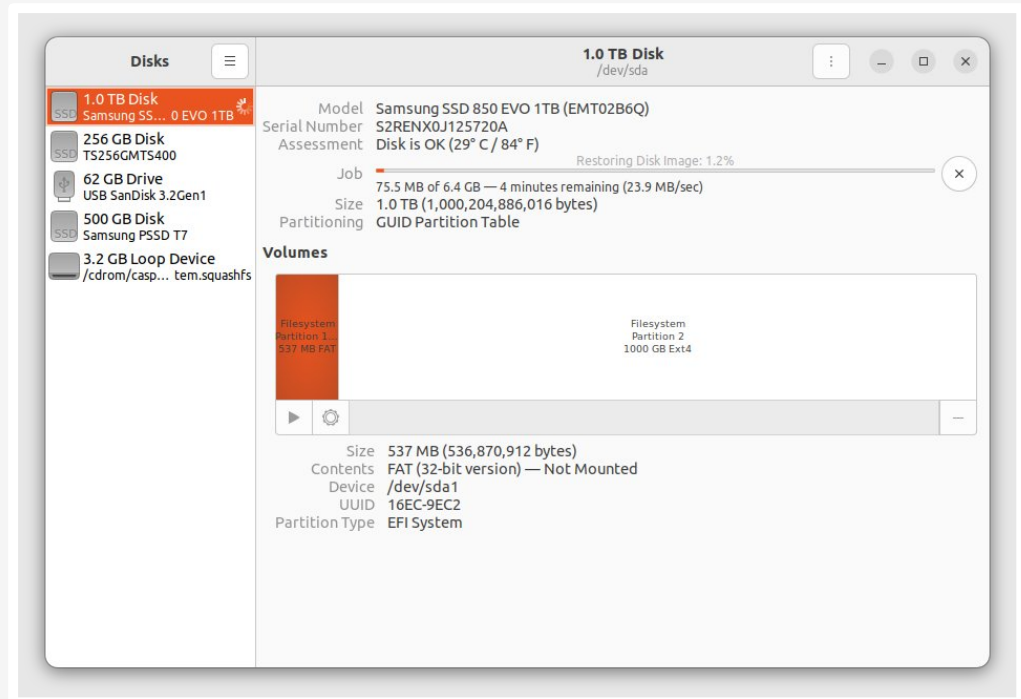 Disks
1.0 TB Disk
/dev/sda
SSD
1.0 TB Disk
Samsung SS... 0 EVO 1TB
SSD
256 GB Disk
TS256GMTS400
62 GB Drive
USB SanDisk 3.2Gen1
SSD
500 GB Disk
Samsung PSSD T7
3.2 GB Loop Device
/cdrom/casp... tem.squashfs
Model Samsung SSD 850 EVO 1TB (EMT02B6Q)
Serial Number S2RENX0J125720A
Assessment Disk is OK (29° C / 84° F)
Restoring Disk Image: 1.2%
Job
75.5 MB of 6.4 GB — 4 minutes remaining (23.9 MB/sec)
Size 1.0 TB (1,000,204,886,016 bytes)
Partitioning GUID Partition Table
Volumes
Filesystem
Partition 1...
537 MB FAT
Filesystem
Partition 2
1000 GB Ext4
Size 537 MB (536,870,912 bytes)
Contents FAT (32-bit version) — Not Mounted
Device /dev/sda1
UUID 16EC-9EC2
Partition Type EFI System